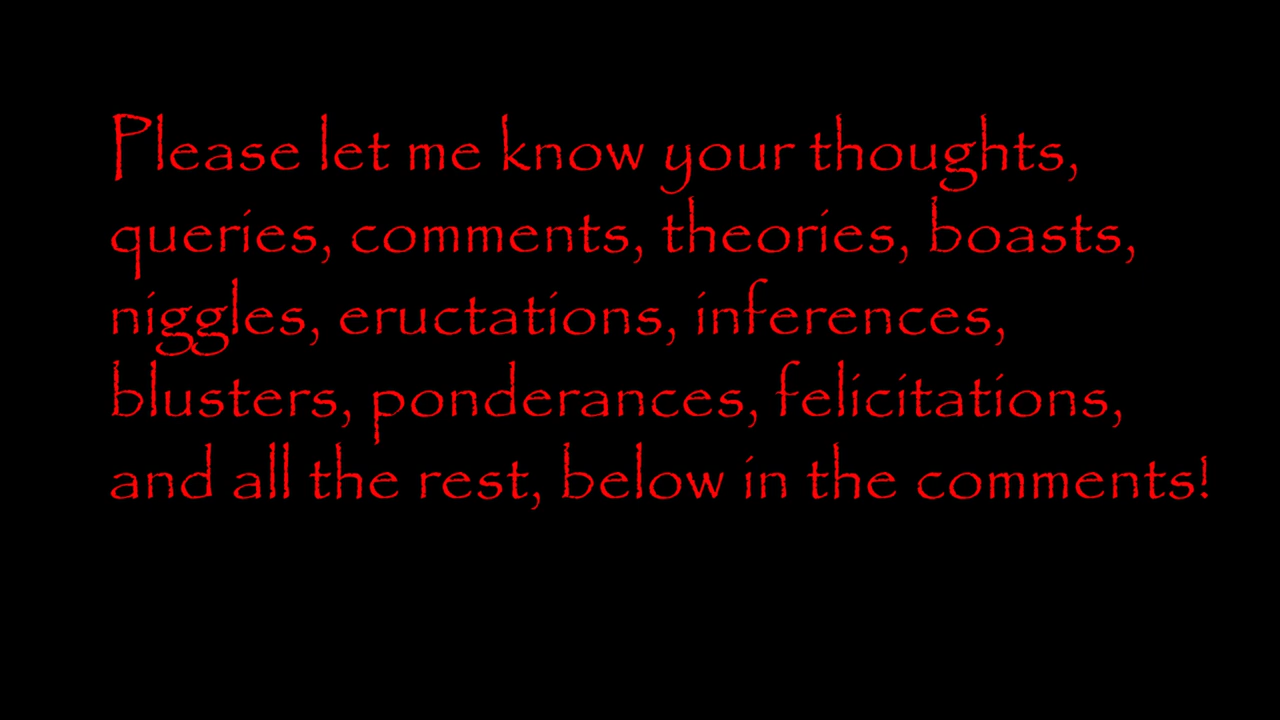 Please let me know your thoughts,
queries, comments, theories, boasts,
niggles, eructations, inferences,
blusters, ponderances, felicitations,
and all the rest, below in the comments!